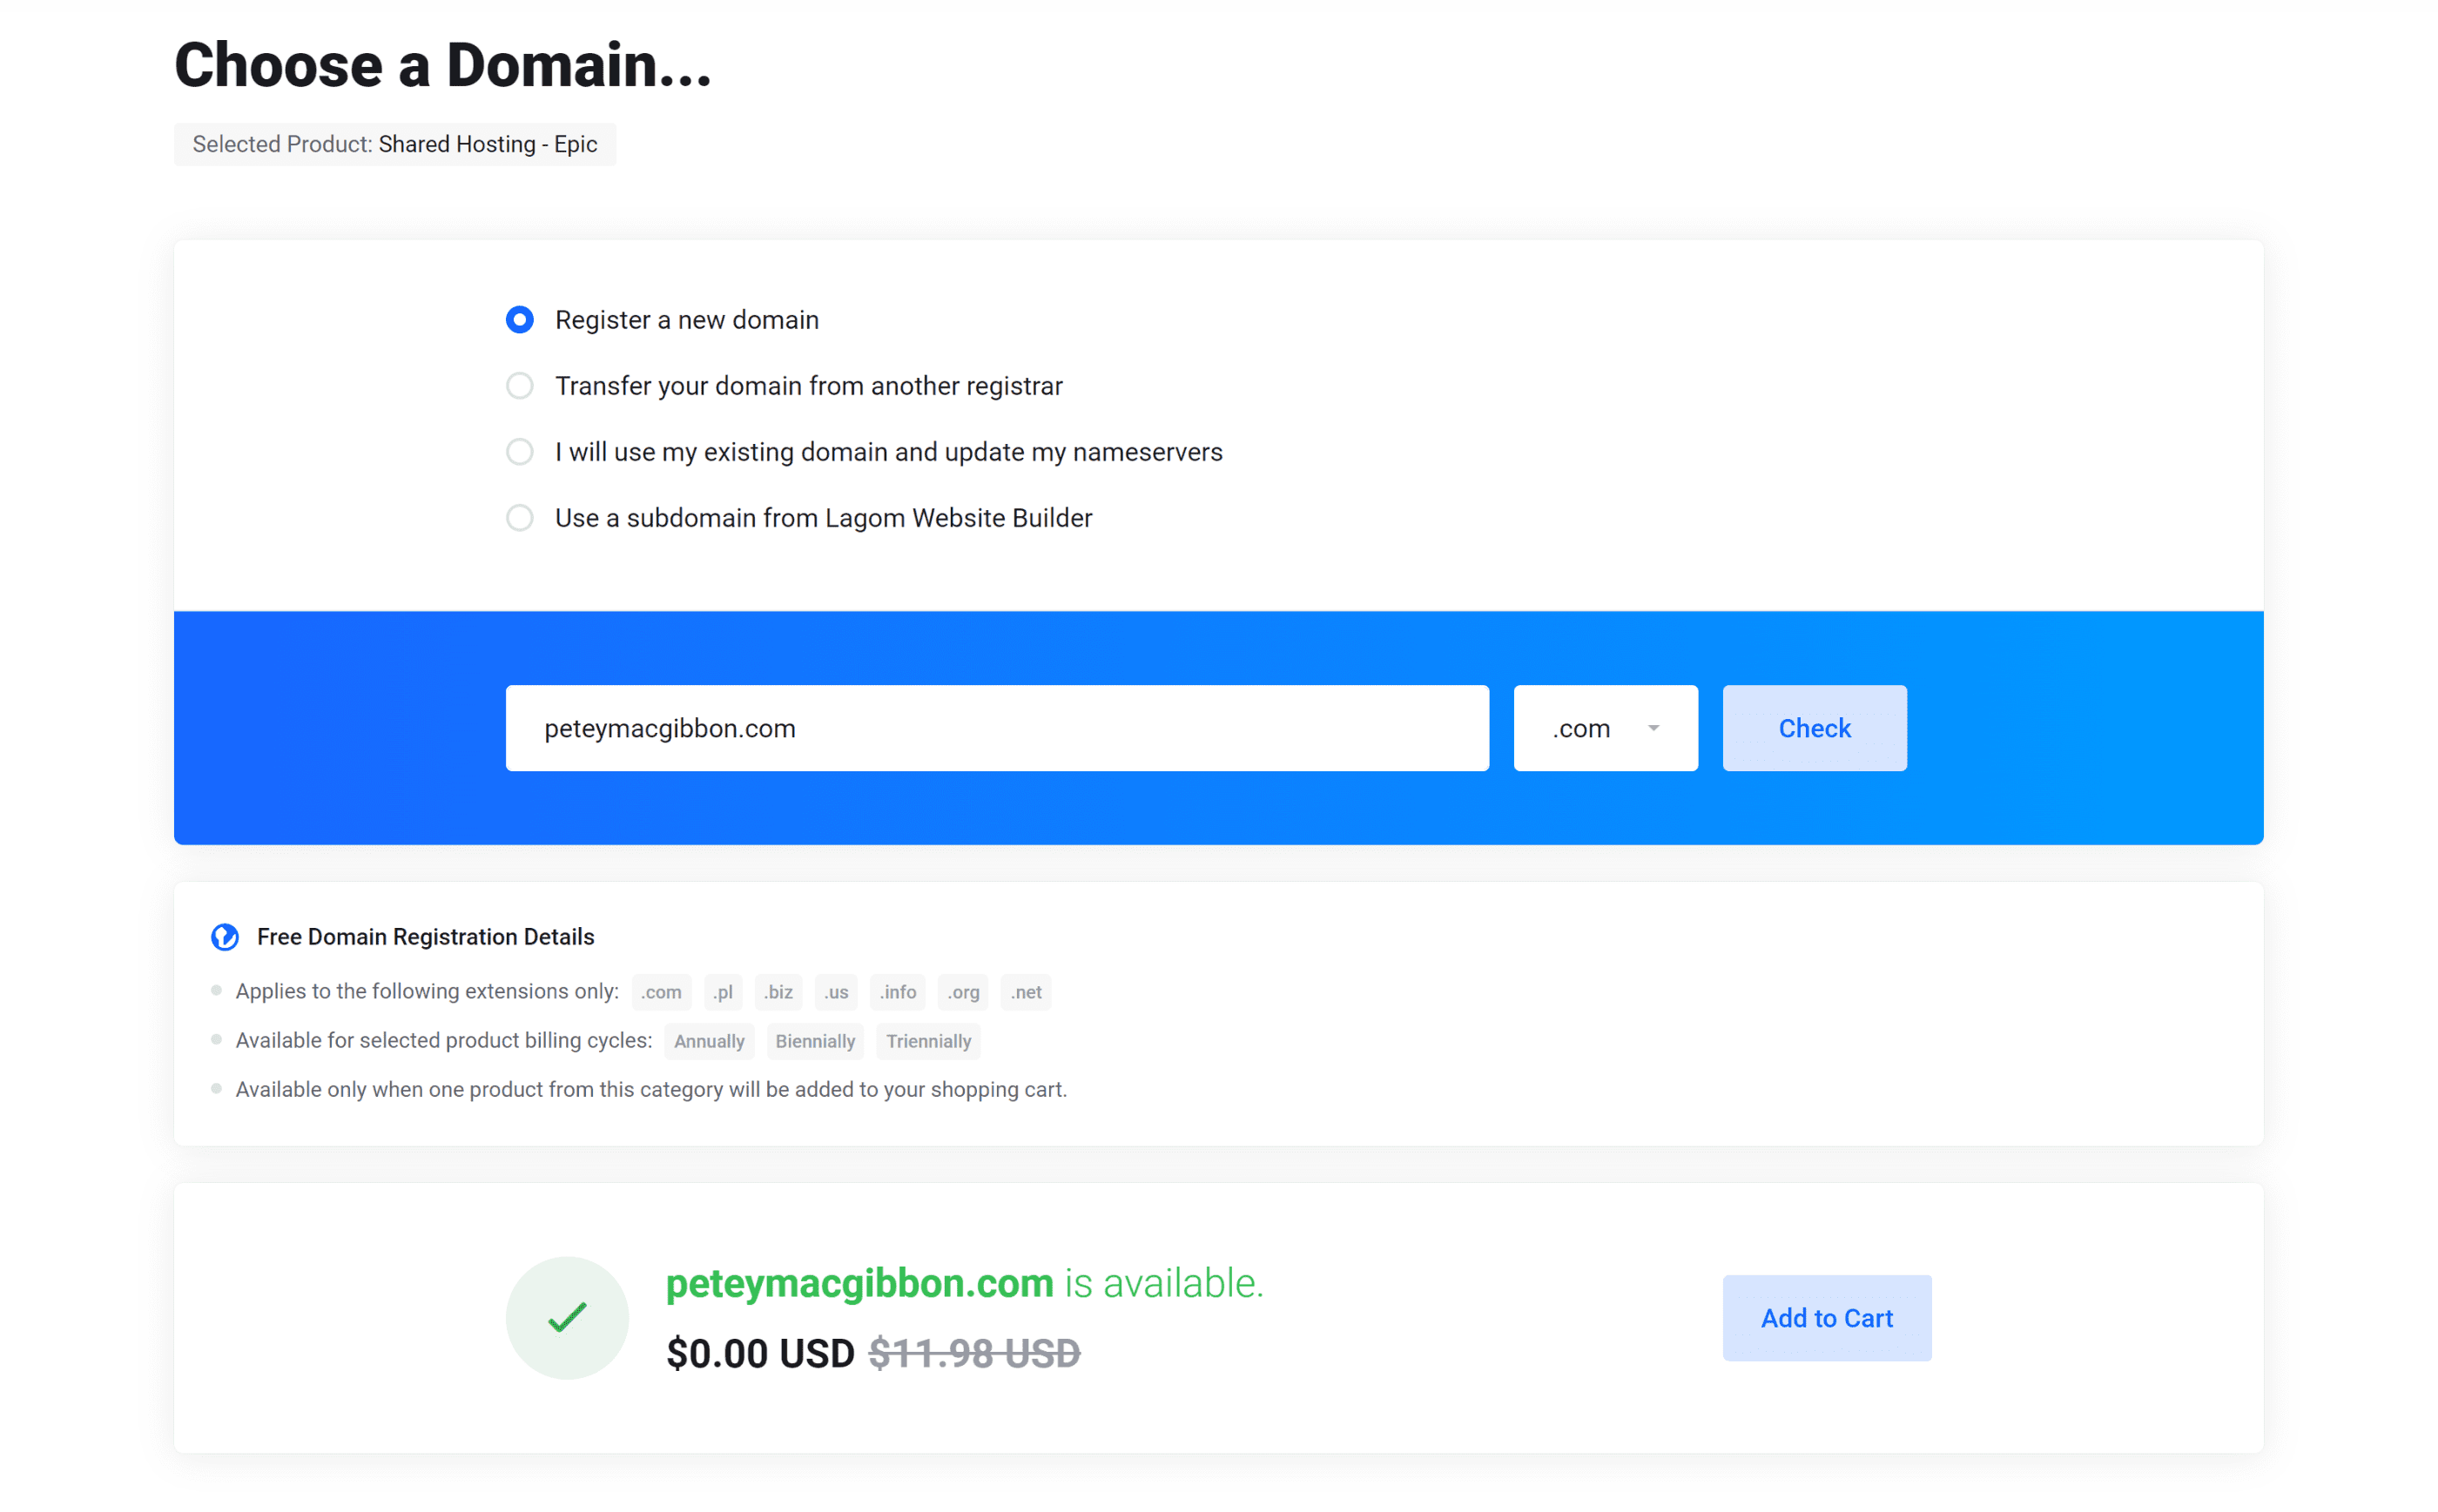 Choose a Domain...
Selected Product: Shared Hosting - Epic
Register a new domain
Transfer your domain from another registrar
I will use my existing domain and update my nameservers
Use a subdomain from Lagom Website Builder
peteymacgibbon.com .com Check
Free Domain Registration Details
Applies to the following extensions only: .com .pl .biz .us .info .org .net
Available for selected product billing cycles: Annually Biennially Triennially
Available only when one product from this category will be added to your shopping cart.
peteymacgibbon.com is available.
$0.00 USD $11.98 USD
Add to Cart